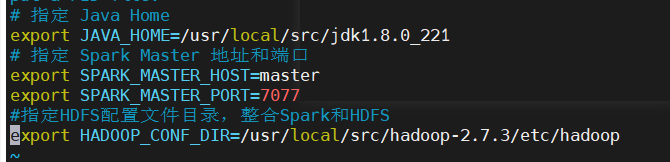 # 指定 Java Home
export JAVA_HOME=/usr/local/src/jdk1.8.0_221
# 指定 Spark Master 地址和端口
export SPARK_MASTER_HOST=master
export SPARK_MASTER_PORT=7077
#指定HDFS配置文件目录，整合Spark和HDFS
export HADOOP_CONF_DIR=/usr/local/src/hadoop-2.7.3/etc/hadoop
~